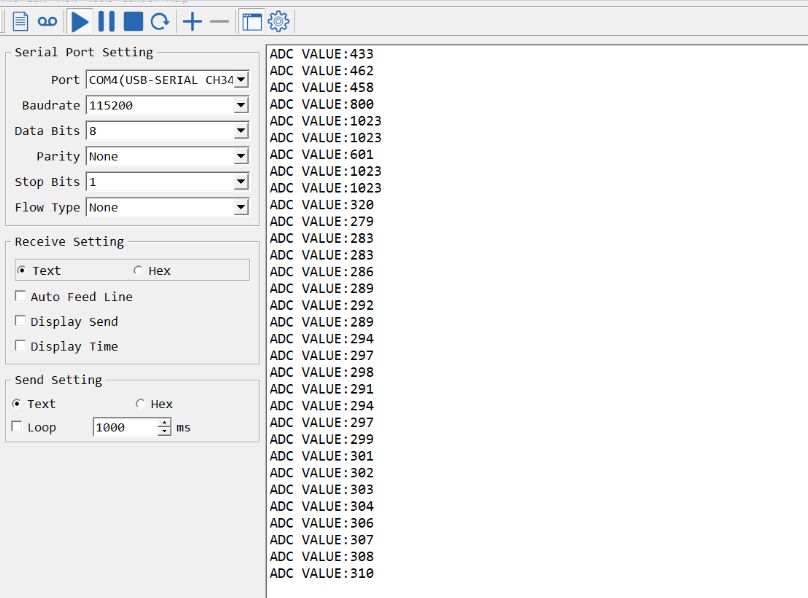 Serial Port Setting
Port COM4(USB-SERIAL CH34
Baudrate 115200
Data Bits 8
Parity None
Stop Bits 1
Flow Type None
Receive Setting
Text Hex
Auto Feed Line
Display Send
Display Time
Send Setting
Text Hex
Loop 1000 ms
ADC VALUE:433
ADC VALUE:462
ADC VALUE:458
ADC VALUE:800
ADC VALUE:1023
ADC VALUE:1023
ADC VALUE:601
ADC VALUE:1023
ADC VALUE:1023
ADC VALUE:320
ADC VALUE:279
ADC VALUE:283
ADC VALUE:283
ADC VALUE:286
ADC VALUE:289
ADC VALUE:292
ADC VALUE:289
ADC VALUE:294
ADC VALUE:297
ADC VALUE:298
ADC VALUE:291
ADC VALUE:294
ADC VALUE:297
ADC VALUE:299
ADC VALUE:301
ADC VALUE:302
ADC VALUE:303
ADC VALUE:304
ADC VALUE:306
ADC VALUE:307
ADC VALUE:308
ADC VALUE:310